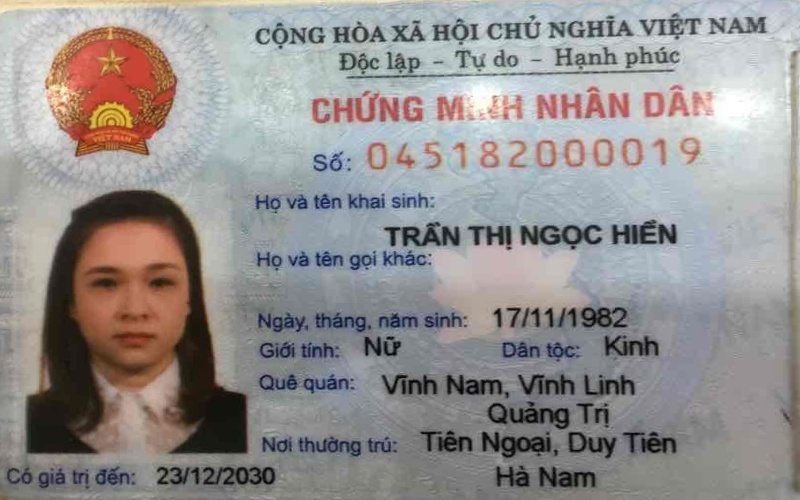 CỘNG HÒA XÃ HỘI CHỦ NGHĨA VIỆT NAM
Độc lập - Tự do - Hạnh phúc
CHỨNG MINH NHÂN DÂN
Số: 045182000019
Họ và tên khai sinh:
TRẦN THỊ NGỌC HIỀN
Họ và tên gọi khác:
Ngày, tháng, năm sinh: 17/11/1982
Giới tính: Nữ Dân tộc: Kinh
Quê quán: Vĩnh Nam, Vĩnh Linh
Quảng Trị
Nơi thường trú: Tiên Ngoại, Duy Tiên
Hà Nam
Có giá trị đến: 23/12/2030